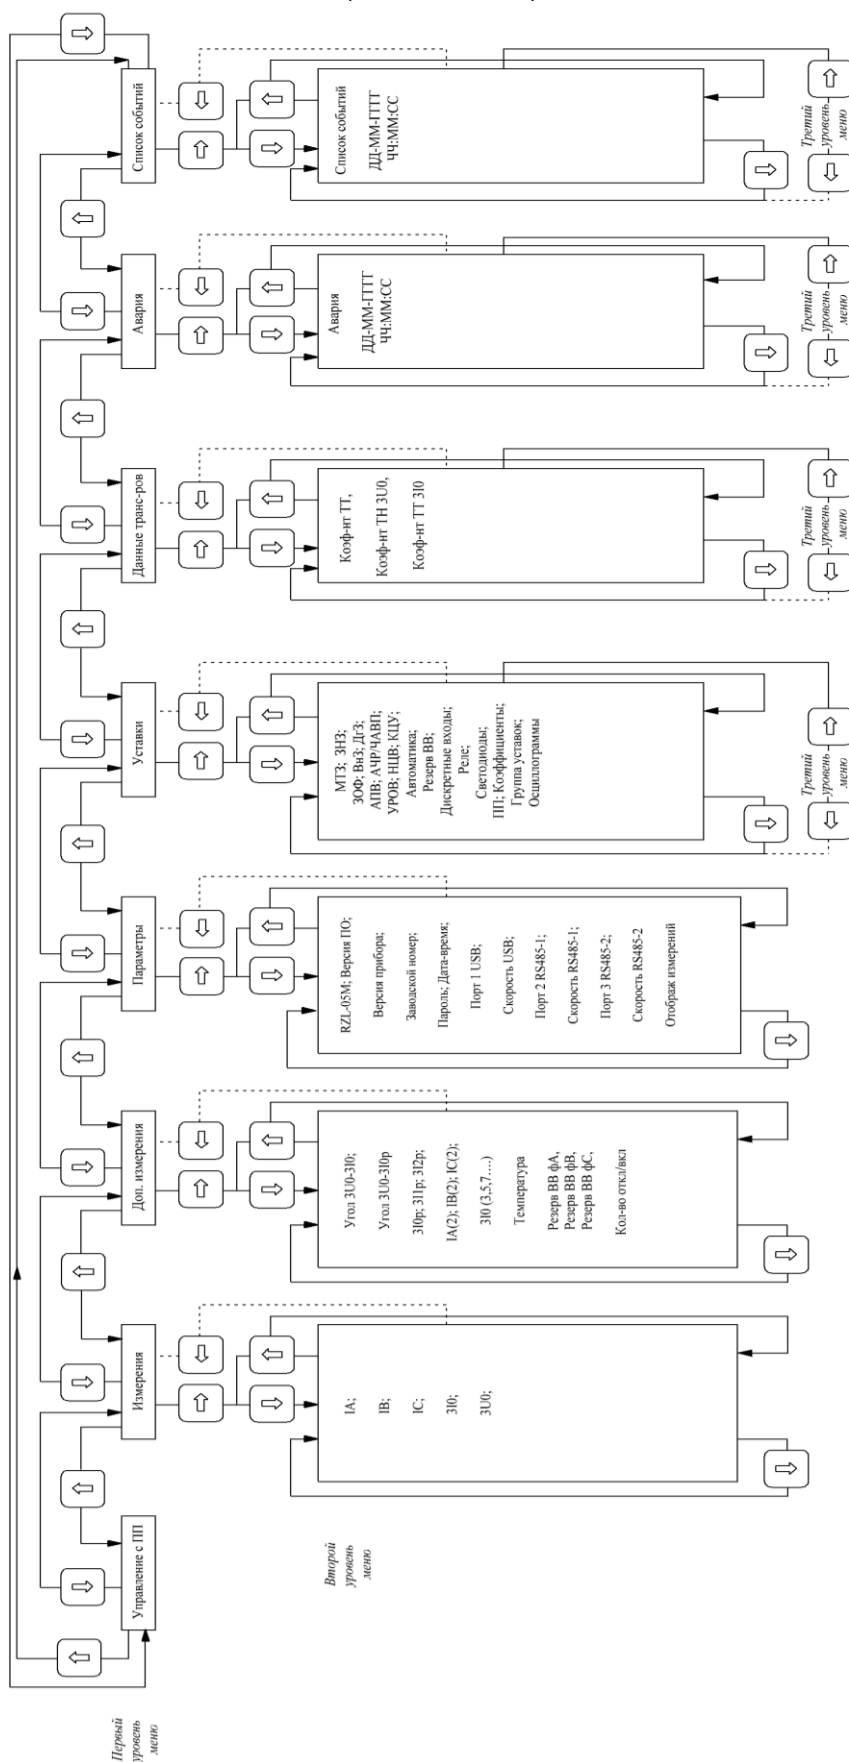 Первый
уровень
меню
Управление с ПП
Измерения
Доп. измерения
Параметры
Уставки
Данные транс-ров
Авария
Список событий
Второй
уровень
меню
IA;
IB;
IC;
3I0;
3U0;
Угол 3U0-3I0;
Угол 3U0-3I0р
3I0р; 3I1р; 3I2р;
IA(2); IB(2); IC(2);
3I0 (3,5,7....)
Температура
Резерв ВВ фА,
Резерв ВВ фВ,
Резерв ВВ фС,
Кол-во откл/вкл
RZL-05М; Версия ПО;
Версия прибора;
Заводской номер;
Пароль; Дата-время;
Порт 1 USB;
Скорость USB;
Порт 2 RS485-1;
Скорость RS485-1;
Порт 3 RS485-2;
Скорость RS485-2
Отображ измерений
МТЗ; ЗНЗ;
ЗОФ; ВнЗ; ДгЗ;
АПВ; АЧР/ЧАВП;
УРОВ; НЦВ; КЦУ;
Автоматика;
Резерв ВВ;
Дискретные входы;
Реле;
Светодиоды;
ПП; Коэффициенты;
Группа уставок;
Осциллограммы
Коэф-нт ТТ,
Коэф-нт ТН 3U0,
Коэф-нт ТТ 3I0
Авария
ДД-ММ-ГГГГ
ЧЧ:ММ:СС
Список событий
ДД-ММ-ГГГГ
ЧЧ:ММ:СС
Третий
уровень
меню
Третий
уровень
меню
Третий
уровень
меню
Третий
уровень
меню